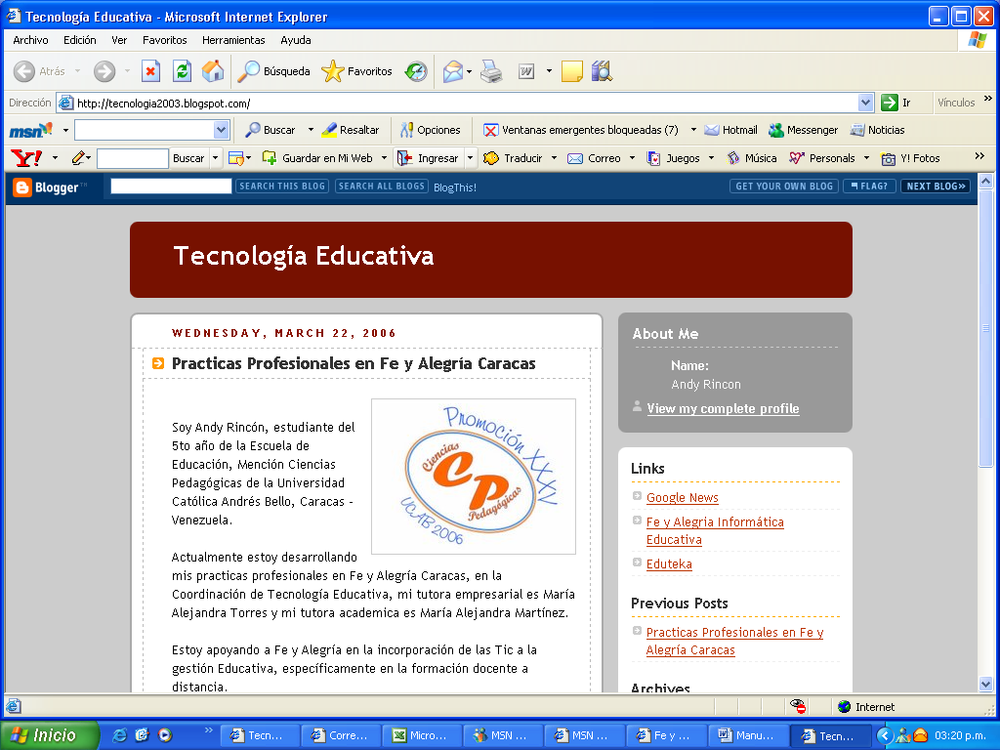 Tecnología Educativa - Microsoft Internet Explorer
Archivo Edición Ver Favoritos Herramientas Ayuda
Atrás Búsqueda Favoritos
Dirección http://tecnologia2003.blogspot.com/ Ir Vínculos »
msn Buscar Resaltar Opciones Ventanas emergentes bloqueadas (7) Hotmail Messenger Noticias
Y! Buscar Guardar en Mi Web Ingresar Traducir Correo Juegos Música Personals Y! Fotos »
Blogger™ SEARCH THIS BLOG SEARCH ALL BLOGS BlogThis! GET YOUR OWN BLOG FLAG? NEXT BLOG»
Tecnología Educativa
WEDNESDAY, MARCH 22, 2006
Practicas Profesionales en Fe y Alegría Caracas
Promoción XXXIV
Ciencias
CP
Pedagógicas
UCAB 2006
Soy Andy Rincón, estudiante del
5to año de la Escuela de
Educación, Mención Ciencias
Pedagógicas de la Universidad
Católica Andrés Bello, Caracas -
Venezuela.
Actualmente estoy desarrollando
mis practicas profesionales en Fe y Alegría Caracas, en la
Coordinación de Tecnología Educativa, mi tutora empresarial es María
Alejandra Torres y mi tutora academica es María Alejandra Martínez.
Estoy apoyando a Fe y Alegría en la incorporación de las Tic a la
gestión Educativa, específicamente en la formación docente a
distancia.
About Me
Name:
Andy Rincon
View my complete profile
Links
Google News
Fe y Alegria Informática
Educativa
Eduteka
Previous Posts
Practicas Profesionales en Fe y
Alegría Caracas
Archives
Internet
Inicio » Tecn... Corre... Micro... MSN ... MSN ... Fe y ... Manu... Tecn... 03:20 p.m.